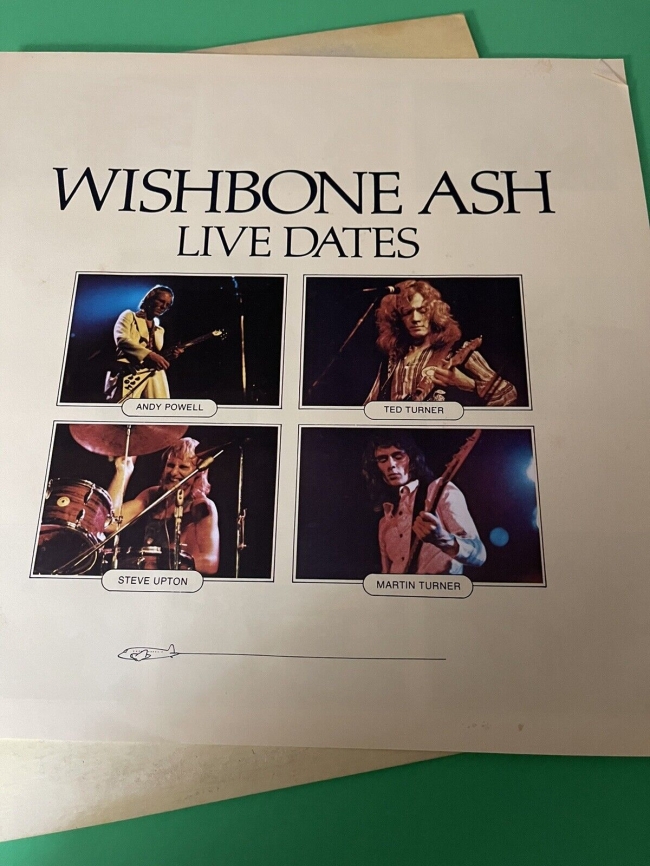 WISHBONE ASH
LIVE DATES
ANDY POWELL
TED TURNER
STEVE UPTON
MARTIN TURNER